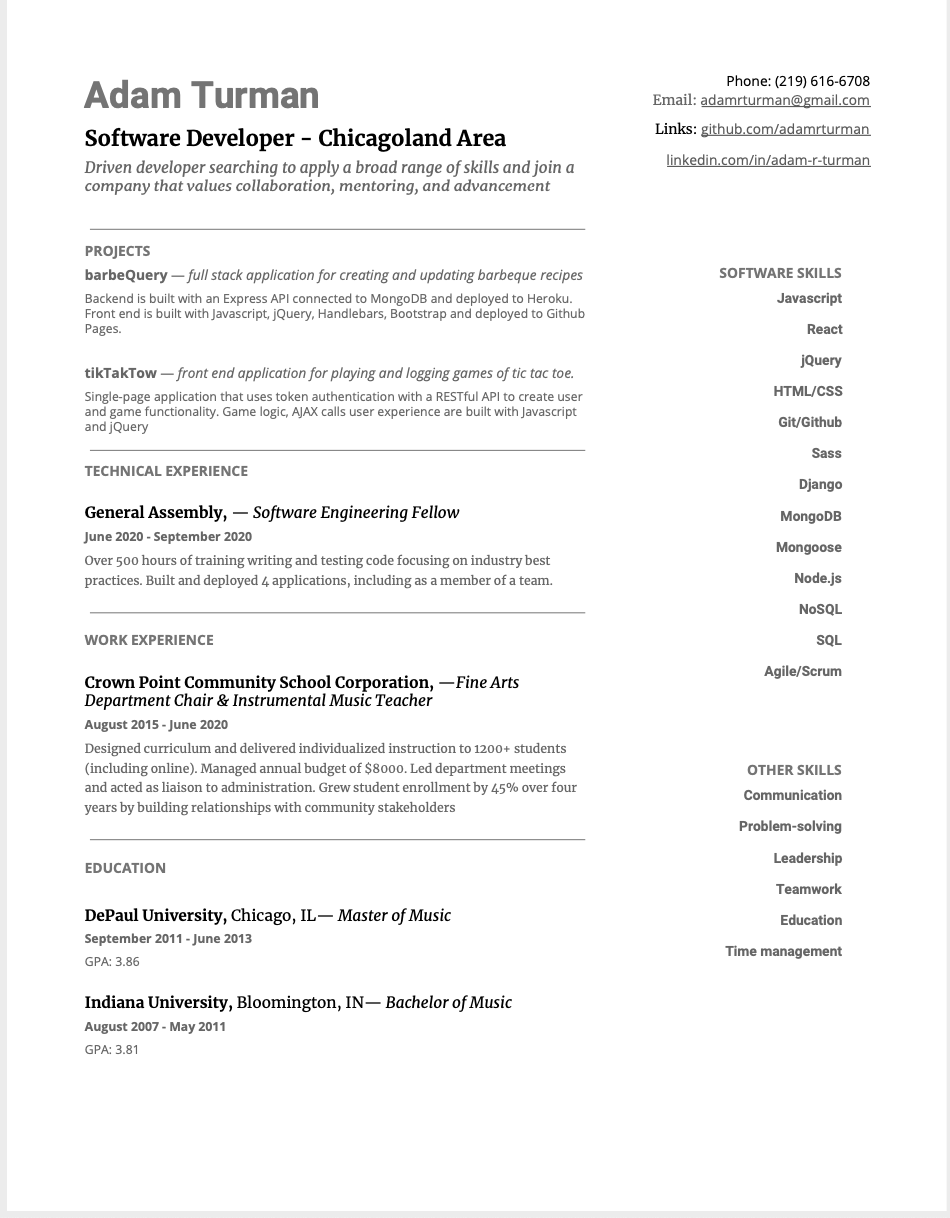 Adam Turman
Software Developer - Chicagoland Area
Driven developer searching to apply a broad range of skills and join a
company that values collaboration, mentoring, and advancement
Phone: (219) 616-6708
Email: adamrturman@gmail.com
Links: github.com/adamrturman
linkedin.com/in/adam-r-turman
PROJECTS
barbeQuery — full stack application for creating and updating barbeque recipes
Backend is built with an Express API connected to MongoDB and deployed to Heroku.
Front end is built with Javascript, jQuery, Handlebars, Bootstrap and deployed to Github
Pages.
tikTakTow — front end application for playing and logging games of tic tac toe.
Single-page application that uses token authentication with a RESTful API to create user
and game functionality. Game logic, AJAX calls user experience are built with Javascript
and jQuery
TECHNICAL EXPERIENCE
General Assembly, — Software Engineering Fellow
June 2020 - September 2020
Over 500 hours of training writing and testing code focusing on industry best
practices. Built and deployed 4 applications, including as a member of a team.
WORK EXPERIENCE
Crown Point Community School Corporation, —Fine Arts
Department Chair & Instrumental Music Teacher
August 2015 - June 2020
Designed curriculum and delivered individualized instruction to 1200+ students
(including online). Managed annual budget of $8000. Led department meetings
and acted as liaison to administration. Grew student enrollment by 45% over four
years by building relationships with community stakeholders
EDUCATION
DePaul University, Chicago, IL— Master of Music
September 2011 - June 2013
GPA: 3.86
Indiana University, Bloomington, IN— Bachelor of Music
August 2007 - May 2011
GPA: 3.81
SOFTWARE SKILLS
Javascript
React
jQuery
HTML/CSS
Git/Github
Sass
Django
MongoDB
Mongoose
Node.js
NoSQL
SQL
Agile/Scrum
OTHER SKILLS
Communication
Problem-solving
Leadership
Teamwork
Education
Time management